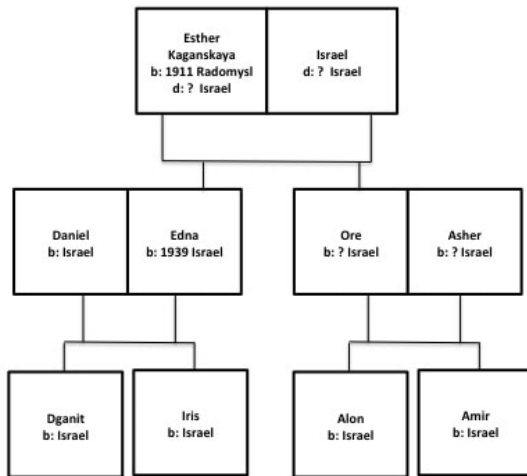 Esther
Kaganskaya
b: 1911 Radomysl
d: ? Israel
Israel
d: ? Israel
Daniel
b: Israel
Edna
b: 1939 Israel
Ore
b: ? Israel
Asher
b: ? Israel
Dganit
b: Israel
Iris
b: Israel
Alon
b: Israel
Amir
b: Israel